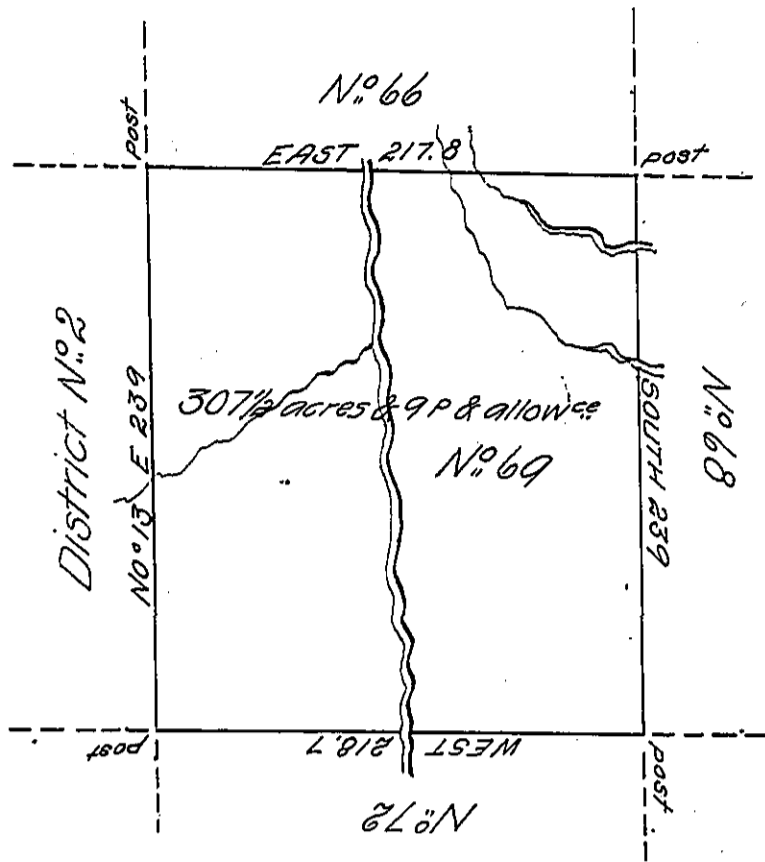 Nº 66
post
EAST 217.8
post
District Nº 2
NO°13 E 239
307½ acres & 9 P & allowce
Nº 69
SOUTH 239
Nº 68
post
WEST 218.7
post
Nº 72